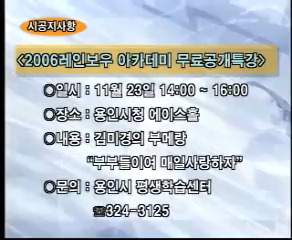 시공지사항
<2006레인보우 아카데미 무료공개특강>
○일시 : 11월 23일 14:00 ~ 16:00
○장소 : 용인시청 에이스홀
○내용 : 김미경의 부메랑
“부부들이여 매일사랑하자”
○문의 : 용인시 평생학습센터
☎324-3125